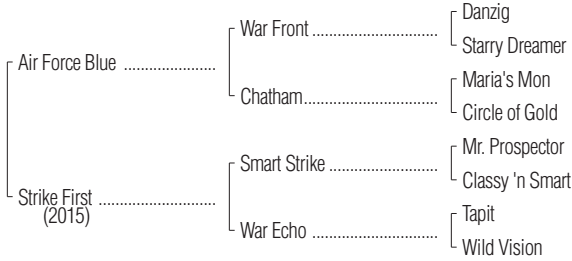 Danzig
War Front
Starry Dreamer
Air Force Blue
Maria's Mon
Chatham
Circle of Gold
Mr. Prospector
Smart Strike
Classy 'n Smart
Strike First
(2015)
Tapit
War Echo
Wild Vision